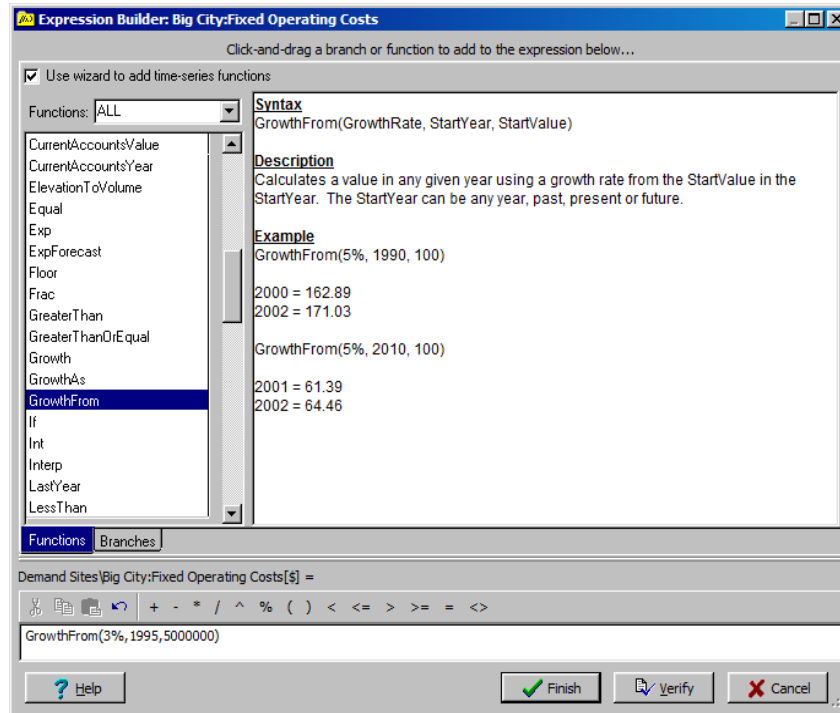 Expression Builder: Big City:Fixed Operating Costs
Click-and-drag a branch or function to add to the expression below...
Use wizard to add time-series functions
Functions: ALL
CurrentAccountsValue
CurrentAccountsYear
ElevationToVolume
Equal
Exp
ExpForecast
Floor
Frac
GreaterThan
GreaterThanOrEqual
Growth
GrowthAs
GrowthFrom
If
Int
Interp
LastYear
LessThan
Syntax
GrowthFrom(GrowthRate, StartYear, StartValue)
Description
Calculates a value in any given year using a growth rate from the StartValue in the
StartYear.  The StartYear can be any year, past, present or future.
Example
GrowthFrom(5%, 1990, 100)
2000 = 162.89
2002 = 171.03
GrowthFrom(5%, 2010, 100)
2001 = 61.39
2002 = 64.46
Functions Branches
Demand Sites\Big City:Fixed Operating Costs[$] =
+ - * / ^ % ( ) < <= > >= = <>
GrowthFrom(3%,1995,5000000)
? Help Finish Verify Cancel